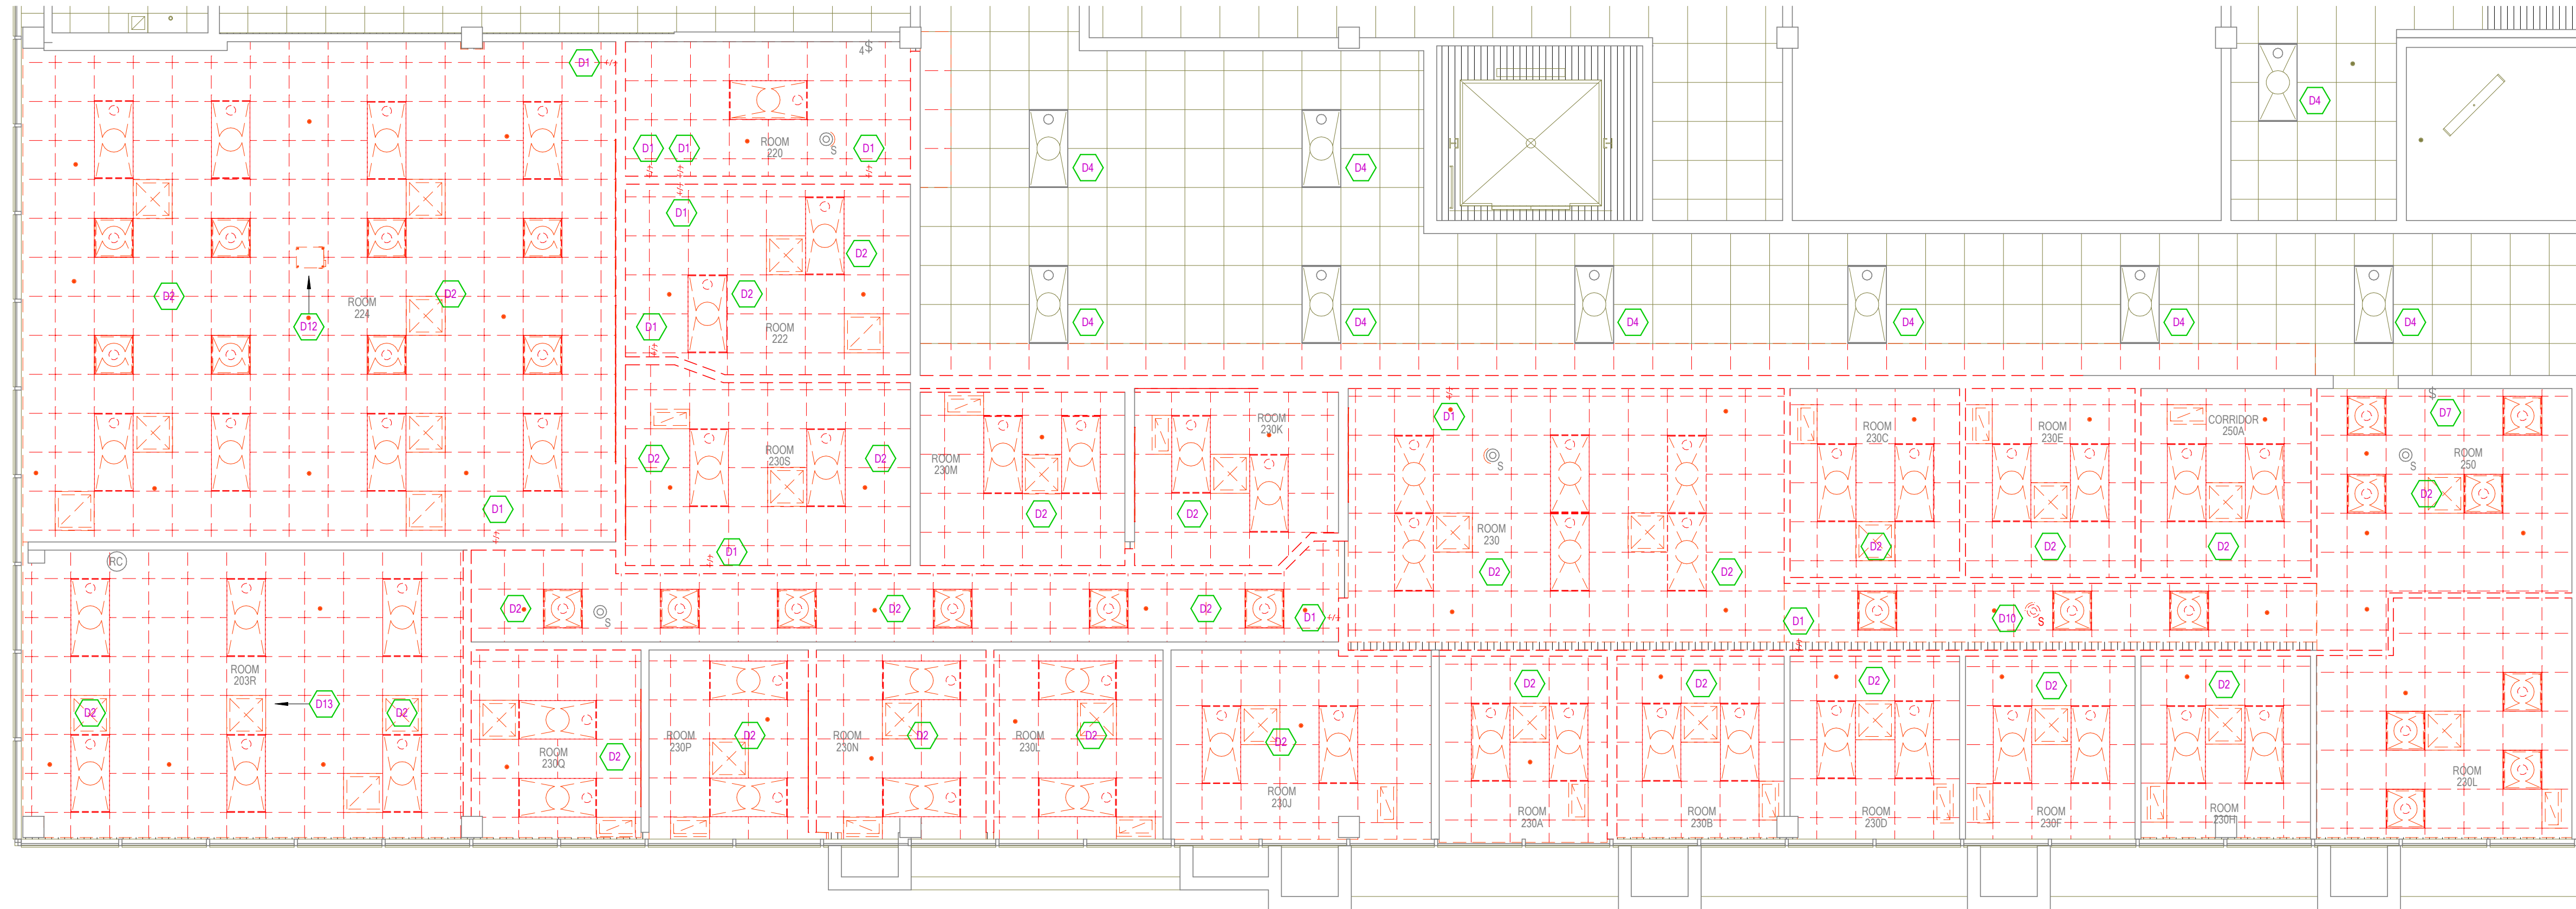 D1
4$
D4
D1
D1
ROOM
220
D1
S
D4
D4
D1
D2
D2
D2
D2
D12
ROOM
224
D1
ROOM
222
D4
D4
D4
D4
D4
D4
$
D1
D7
ROOM
230K
ROOM
230C
ROOM
230E
CORRIDOR
250A
D2
ROOM
230S
D2
ROOM
230M
S
S
ROOM
250
D2
D1
D2
D2
ROOM
230
D1
RC
D2
D2
D2
D2
D2
D2
S
D2
D2
D1
D1
D10
S
ROOM
203R
D2
D13
D2
D2
D2
D2
D2
D2
ROOM
230Q
D2
ROOM
230P
D2
ROOM
230N
D2
ROOM
230L
D2
D2
ROOM
230J
ROOM
230A
ROOM
230B
ROOM
230D
ROOM
230F
ROOM
230H
ROOM
230L